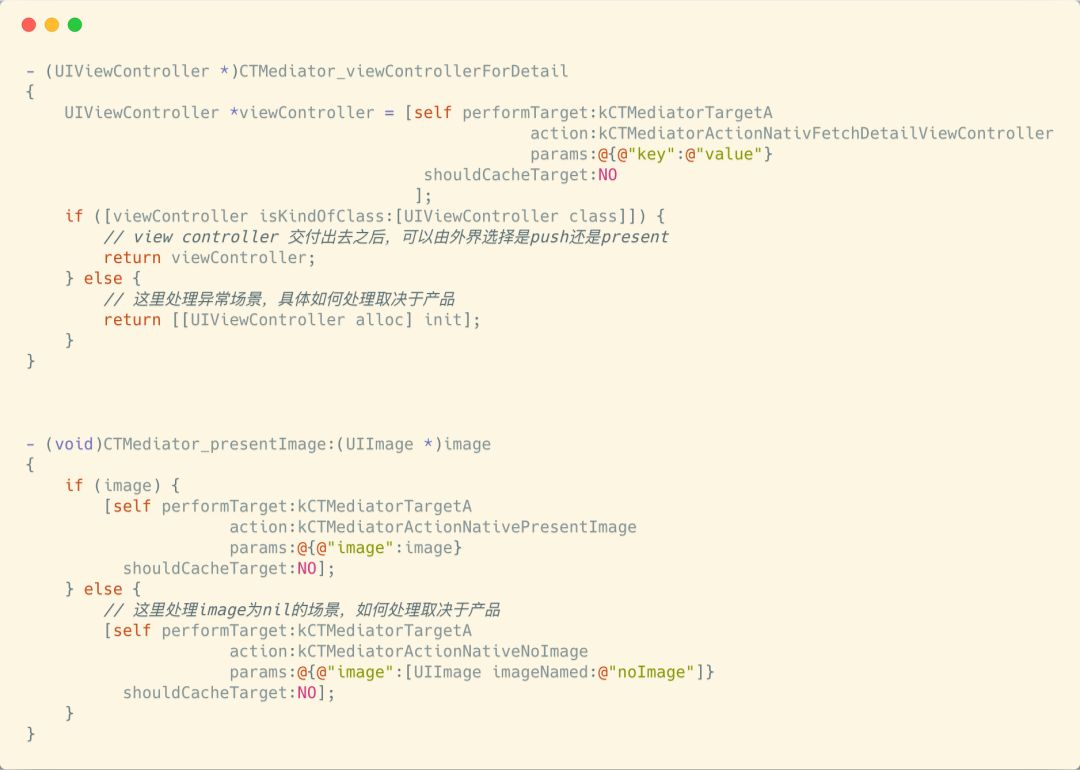 - (UIViewController *)CTMediator_viewControllerForDetail
{
    UIViewController *viewController = [self performTarget:kCTMediatorTargetA
                                                    action:kCTMediatorActionNativFetchDetailViewController
                                                    params:@{@"key":@"value"}
                                         shouldCacheTarget:NO
                                        ];
    if ([viewController isKindOfClass:[UIViewController class]]) {
        // view controller 交付出去之后，可以由外界选择是push还是present
        return viewController;
    } else {
        // 这里处理异常场景，具体如何处理取决于产品
        return [[UIViewController alloc] init];
    }
}
- (void)CTMediator_presentImage:(UIImage *)image
{
    if (image) {
        [self performTarget:kCTMediatorTargetA
                     action:kCTMediatorActionNativePresentImage
                     params:@{@"image":image}
          shouldCacheTarget:NO];
    } else {
        // 这里处理image为nil的场景，如何处理取决于产品
        [self performTarget:kCTMediatorTargetA
                     action:kCTMediatorActionNativeNoImage
                     params:@{@"image":[UIImage imageNamed:@"noImage"]}
          shouldCacheTarget:NO];
    }
}